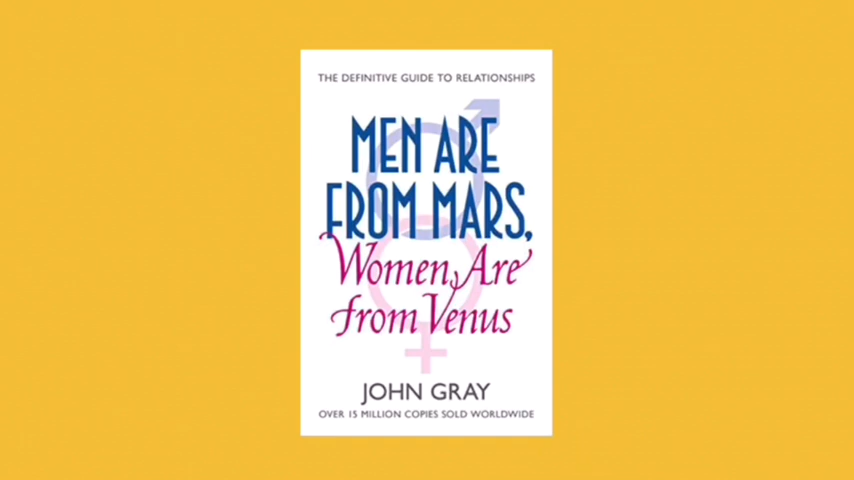 THE DEFINITIVE GUIDE TO RELATIONSHIPS
MEN ARE
FROM MARS,
Women Are
from Venus
JOHN GRAY
OVER 15 MILLION COPIES SOLD WORLDWIDE